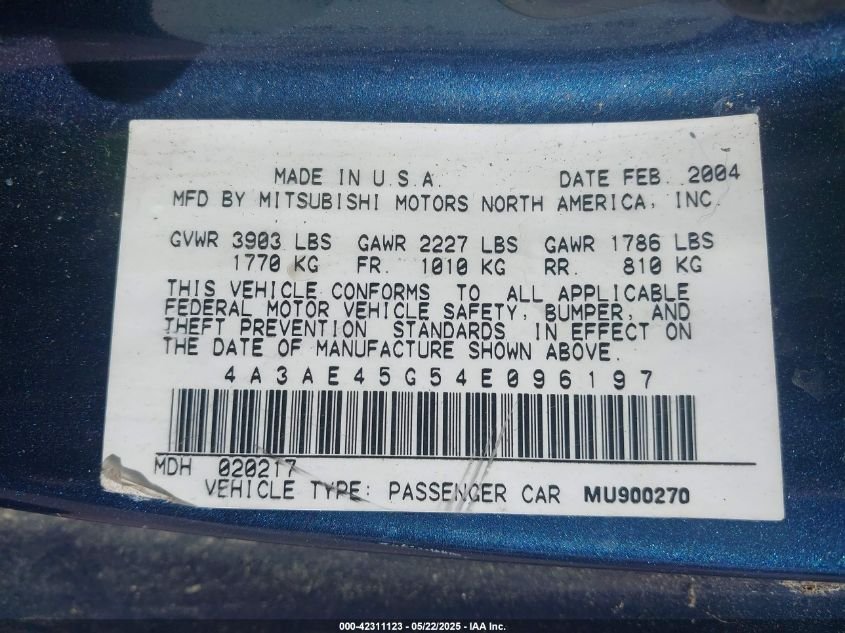 MADE IN U.S.A. DATE FEB. 2004
MFD BY MITSUBISHI MOTORS NORTH AMERICA, INC.
GVWR 3903 LBS GAWR 2227 LBS GAWR 1786 LBS
1770 KG FR. 1010 KG RR. 810 KG
THIS VEHICLE CONFORMS TO ALL APPLICABLE
FEDERAL MOTOR VEHICLE SAFETY, BUMPER, AND
THEFT PREVENTION STANDARDS IN EFFECT ON
THE DATE OF MANUFACTURE SHOWN ABOVE.
4A3AE45G54E096197
MDH 020217
VEHICLE TYPE: PASSENGER CAR MU900270
000-42311123 - 05/22/2025 - IAA Inc.